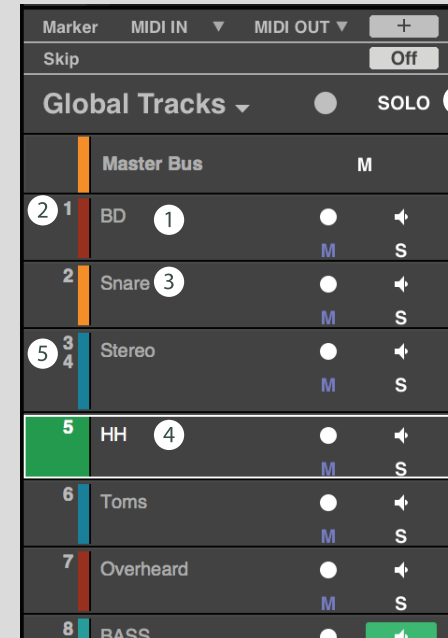 Marker MIDI IN MIDI OUT +
Skip Off
Global Tracks SOLO
Master Bus M
2 1 BD 1
M S
2 Snare 3
M S
3 Stereo
5 4
M S
5 HH 4
M S
6 Toms
M S
7 Overheard
M S
8 BASS